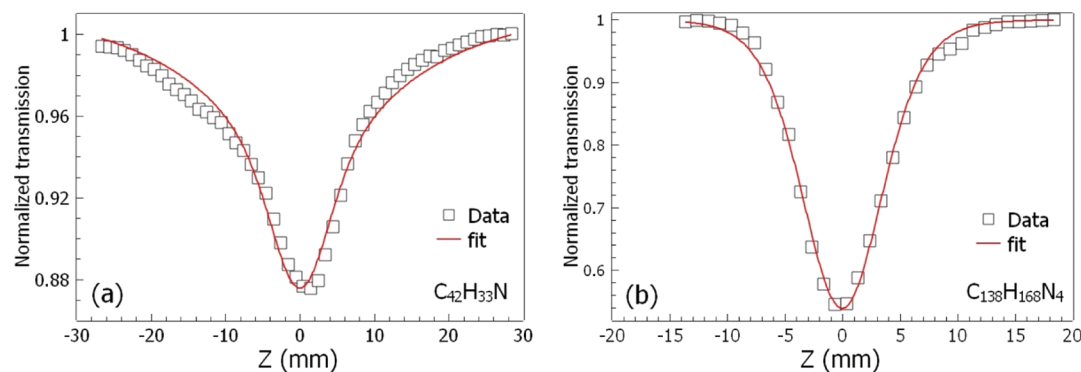 Normalized transmission
1
0.96
0.92
0.88
(a)
□ Data
— fit
C₄₂H₃₃N
-30 -20 -10 0 10 20 30
Z (mm)
Normalized transmission
1
0.9
0.8
0.7
0.6
(b)
□ Data
— fit
C₁₃₈H₁₆₈N₄
-20 -15 -10 -5 0 5 10 15 20
Z (mm)